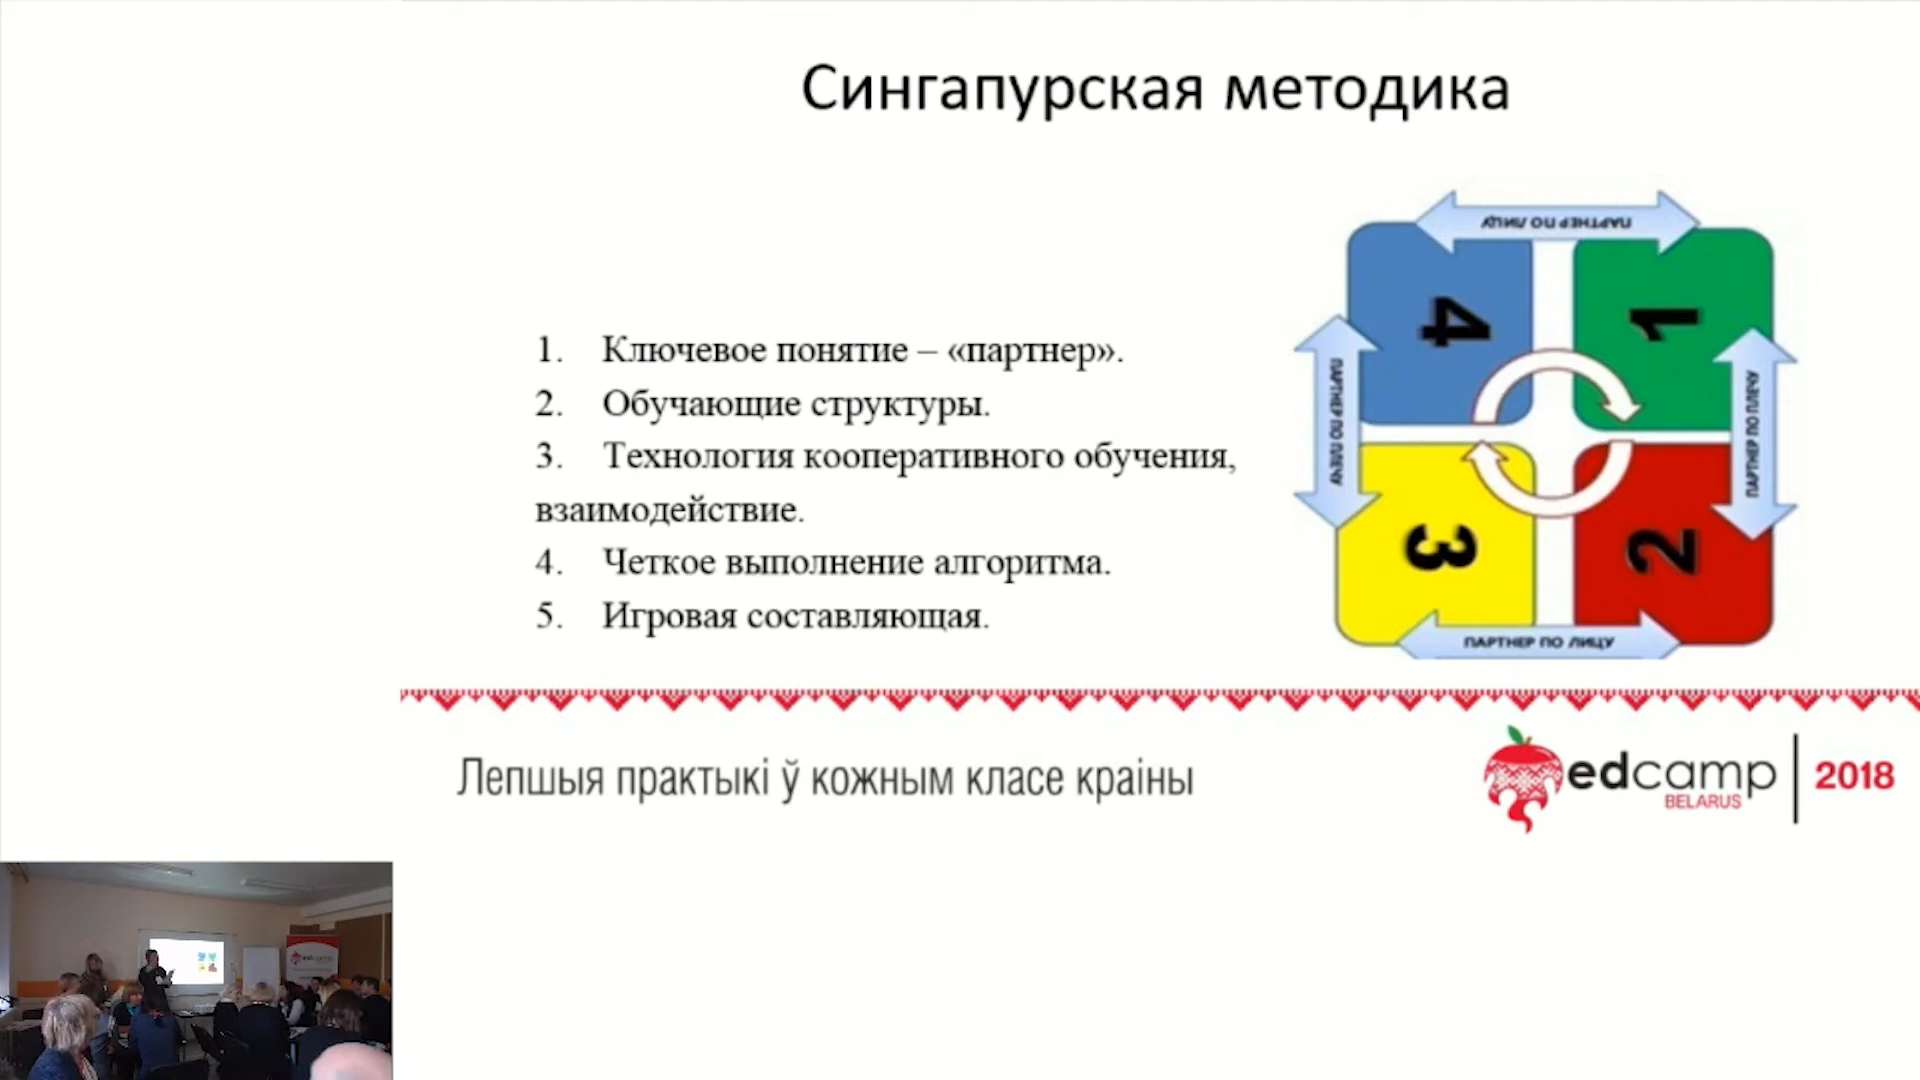 Сингапурская методика
1. Ключевое понятие – «партнер».
2. Обучающие структуры.
3. Технология кооперативного обучения,
взаимодействие.
4. Четкое выполнение алгоритма.
5. Игровая составляющая.
ПАРТНЕР ПО ЛИЦУ
4
1
ПАРТНЕР ПО ПЛЕЧУ
ПАРТНЕР ПО ПЛЕЧУ
3
2
ПАРТНЕР ПО ЛИЦУ
Лепшыя практыкі ў кожным класе краіны
edcamp
BELARUS
2018